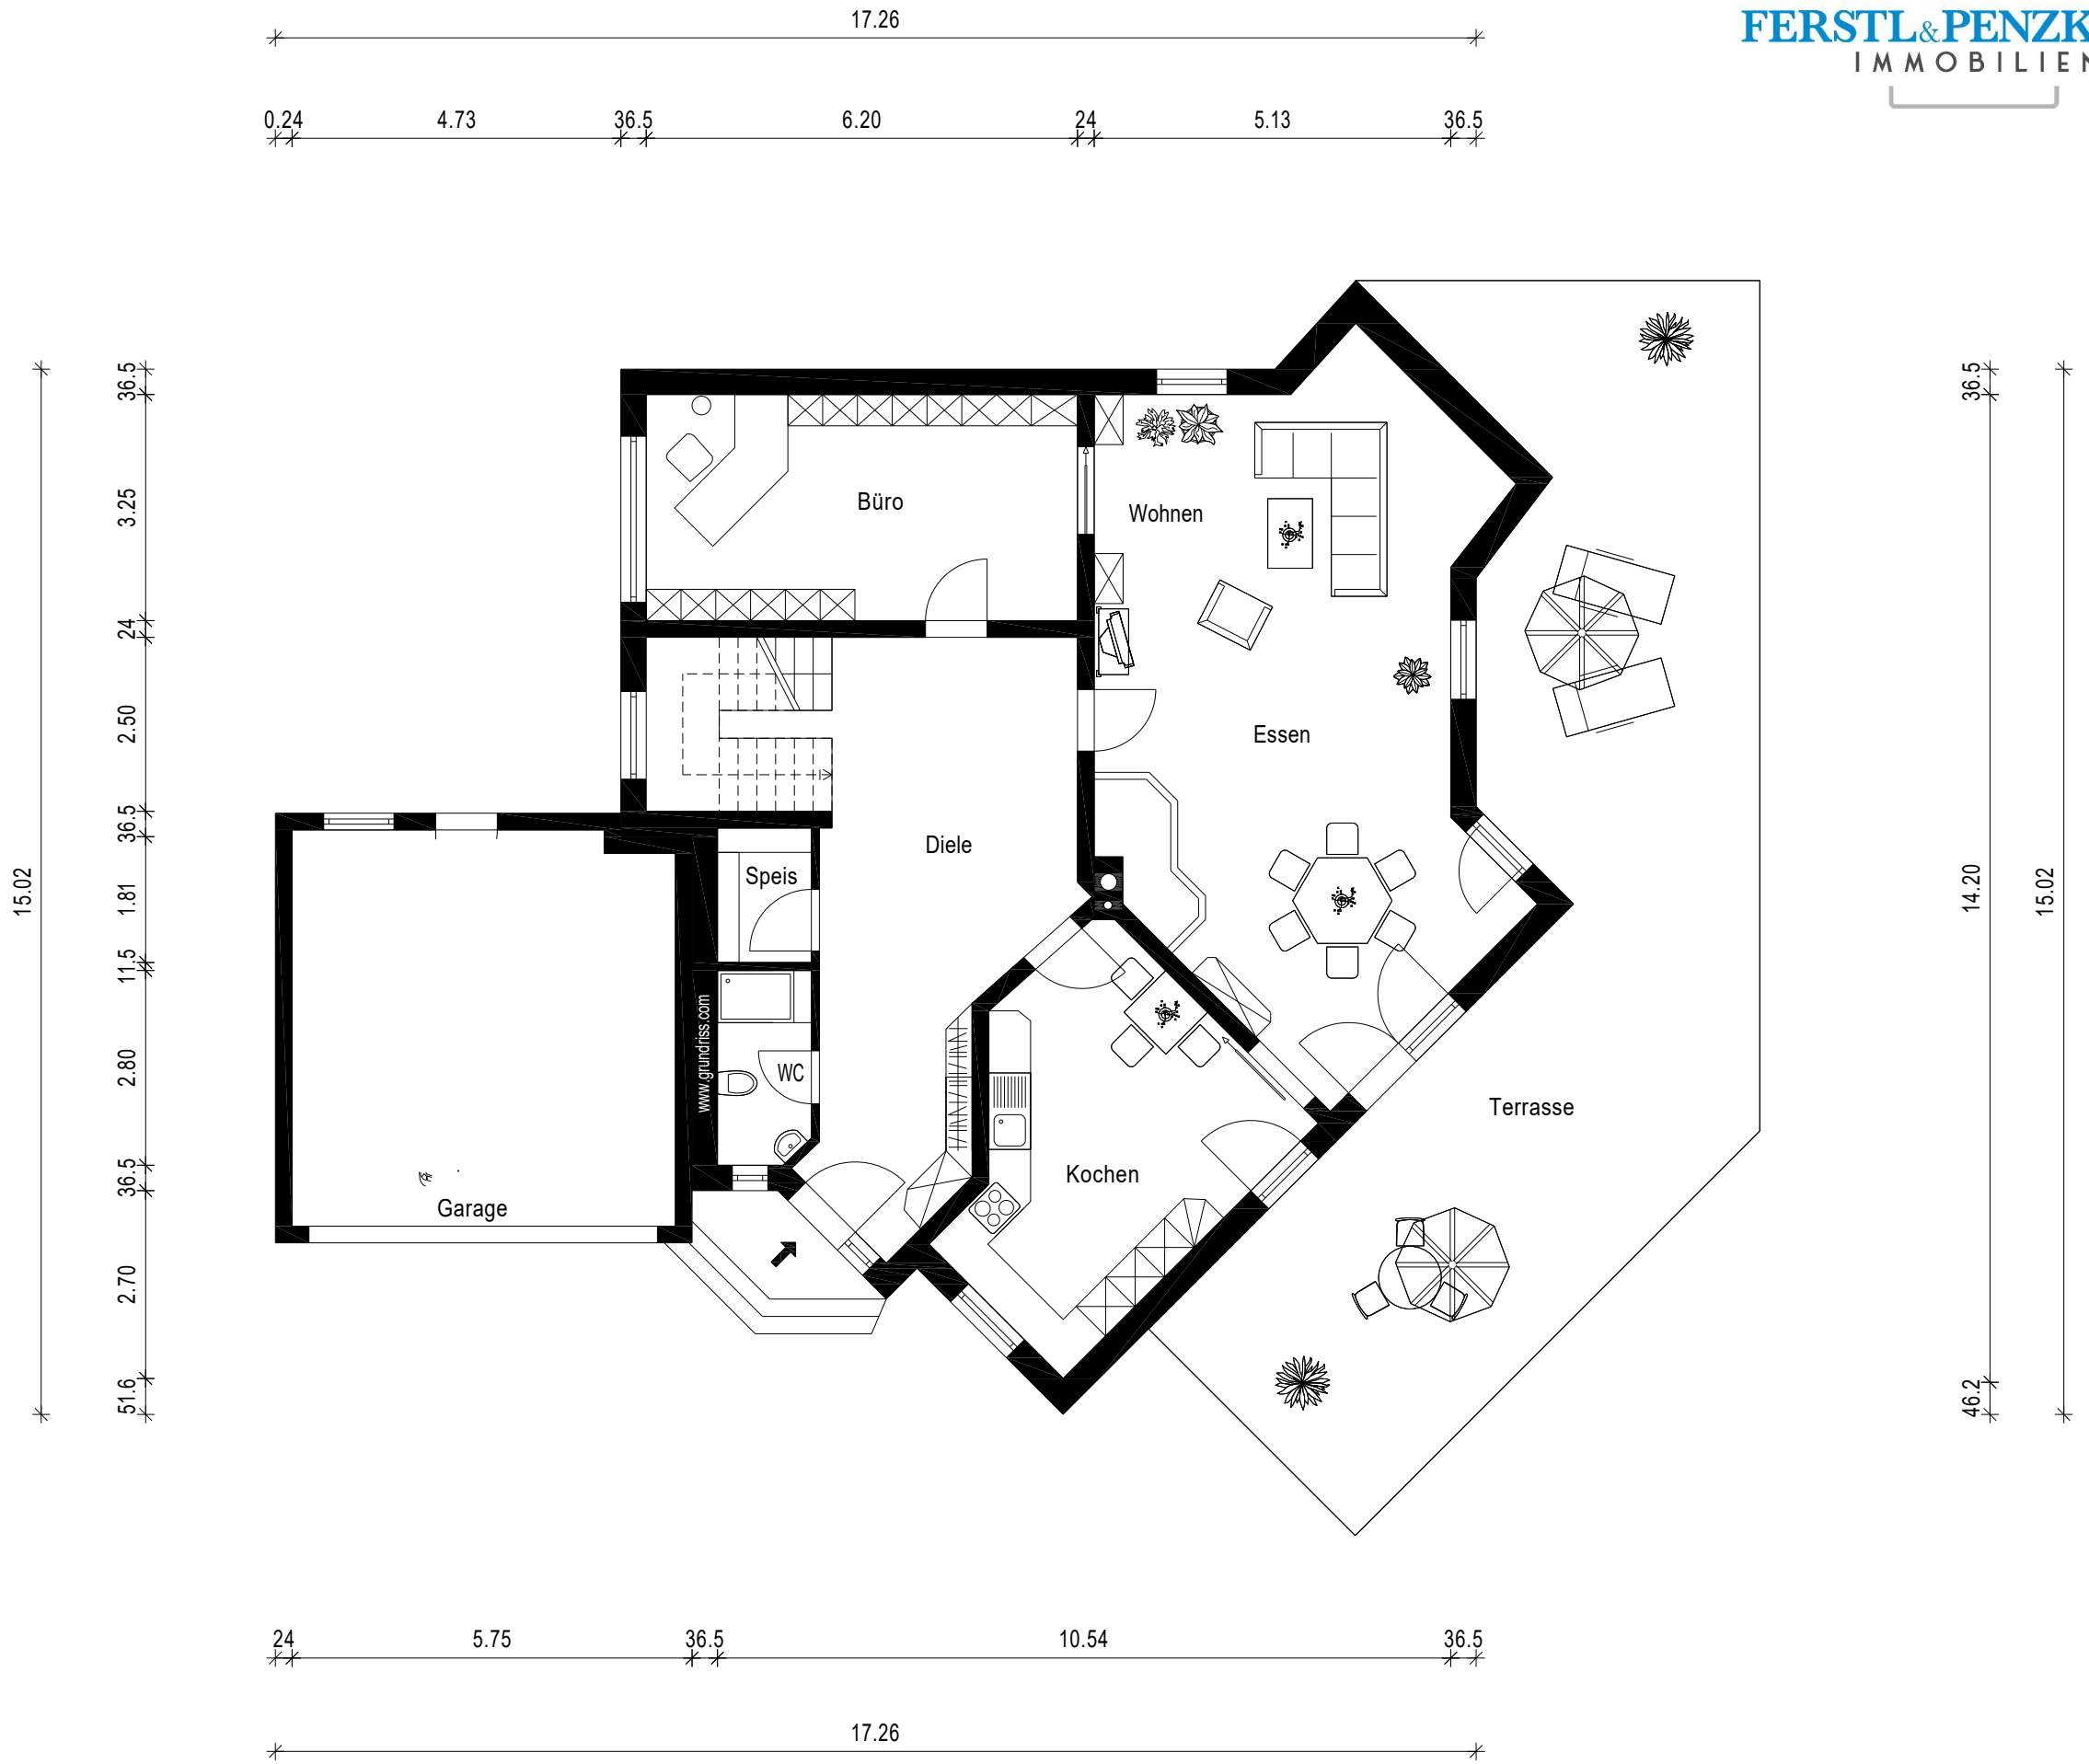 17.26
FERSTL&PENZK
IMMOBILIEN
0.24 4.73 36.5 6.20 24 5.13 36.5
36.5
3.25
24
2.50
36.5
1.81
11.5
2.80
36.5
2.70
51.6
15.02
Büro
Wohnen
Essen
Diele
Speis
WC
www.grundriss.com
Kochen
Garage
Terrasse
36.5
14.20
46.2
15.02
24 5.75 36.5 10.54 36.5
17.26